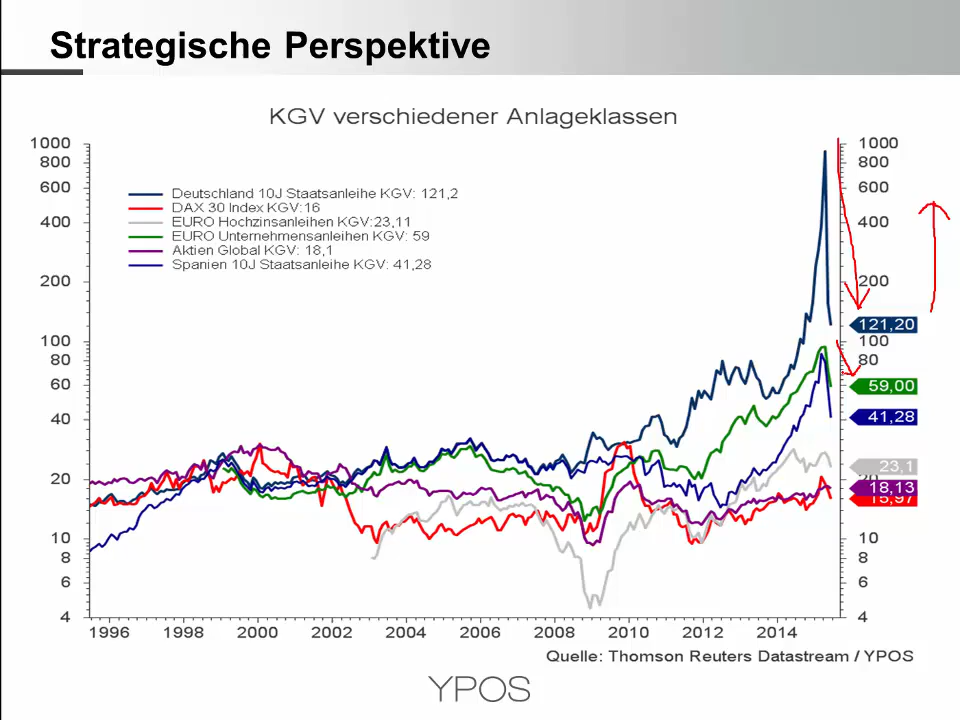 Strategische Perspektive
KGV verschiedener Anlageklassen
1000
800
600
400
200
100
80
60
40
20
10
8
6
4
Deutschland 10J Staatsanleihe KGV: 121,2
DAX 30 Index KGV:16
EURO Hochzinsanleihen KGV:23,11
EURO Unternehmensanleihen KGV: 59
Aktien Global KGV: 18,1
Spanien 10J Staatsanleihe KGV: 41,28
1000
800
600
400
200
121,20
100
80
59,00
41,28
23,1
18,13
15,97
10
8
6
4
1996 1998 2000 2002 2004 2006 2008 2010 2012 2014
Quelle: Thomson Reuters Datastream / YPOS
YPOS